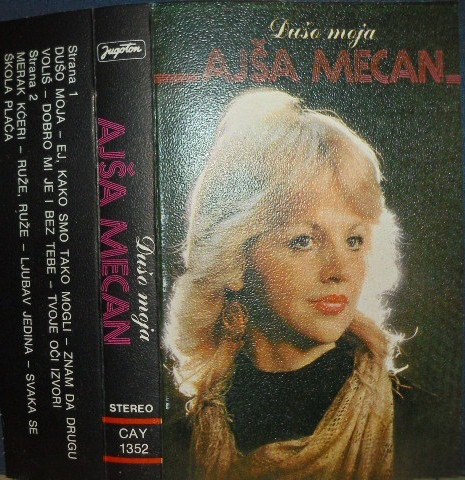 Dušo moja
AJŠA MECAN
Jugoton
AJŠA MECAN
Dušo moja
STEREO
CAY
1352
Strana 1
DUŠO MOJA – EJ, KAKO SMO TAKO MOGLI – ZNAM DA DRUGU
VOLIŠ – DOBRO MI JE I BEZ TEBE – TVOJE OČI IZVORI
Strana 2
MERAK KĆERI – RUŽE, RUŽE – LJUBAV JEDINA – SVAKA SE
ŠKOLA PLAĆA